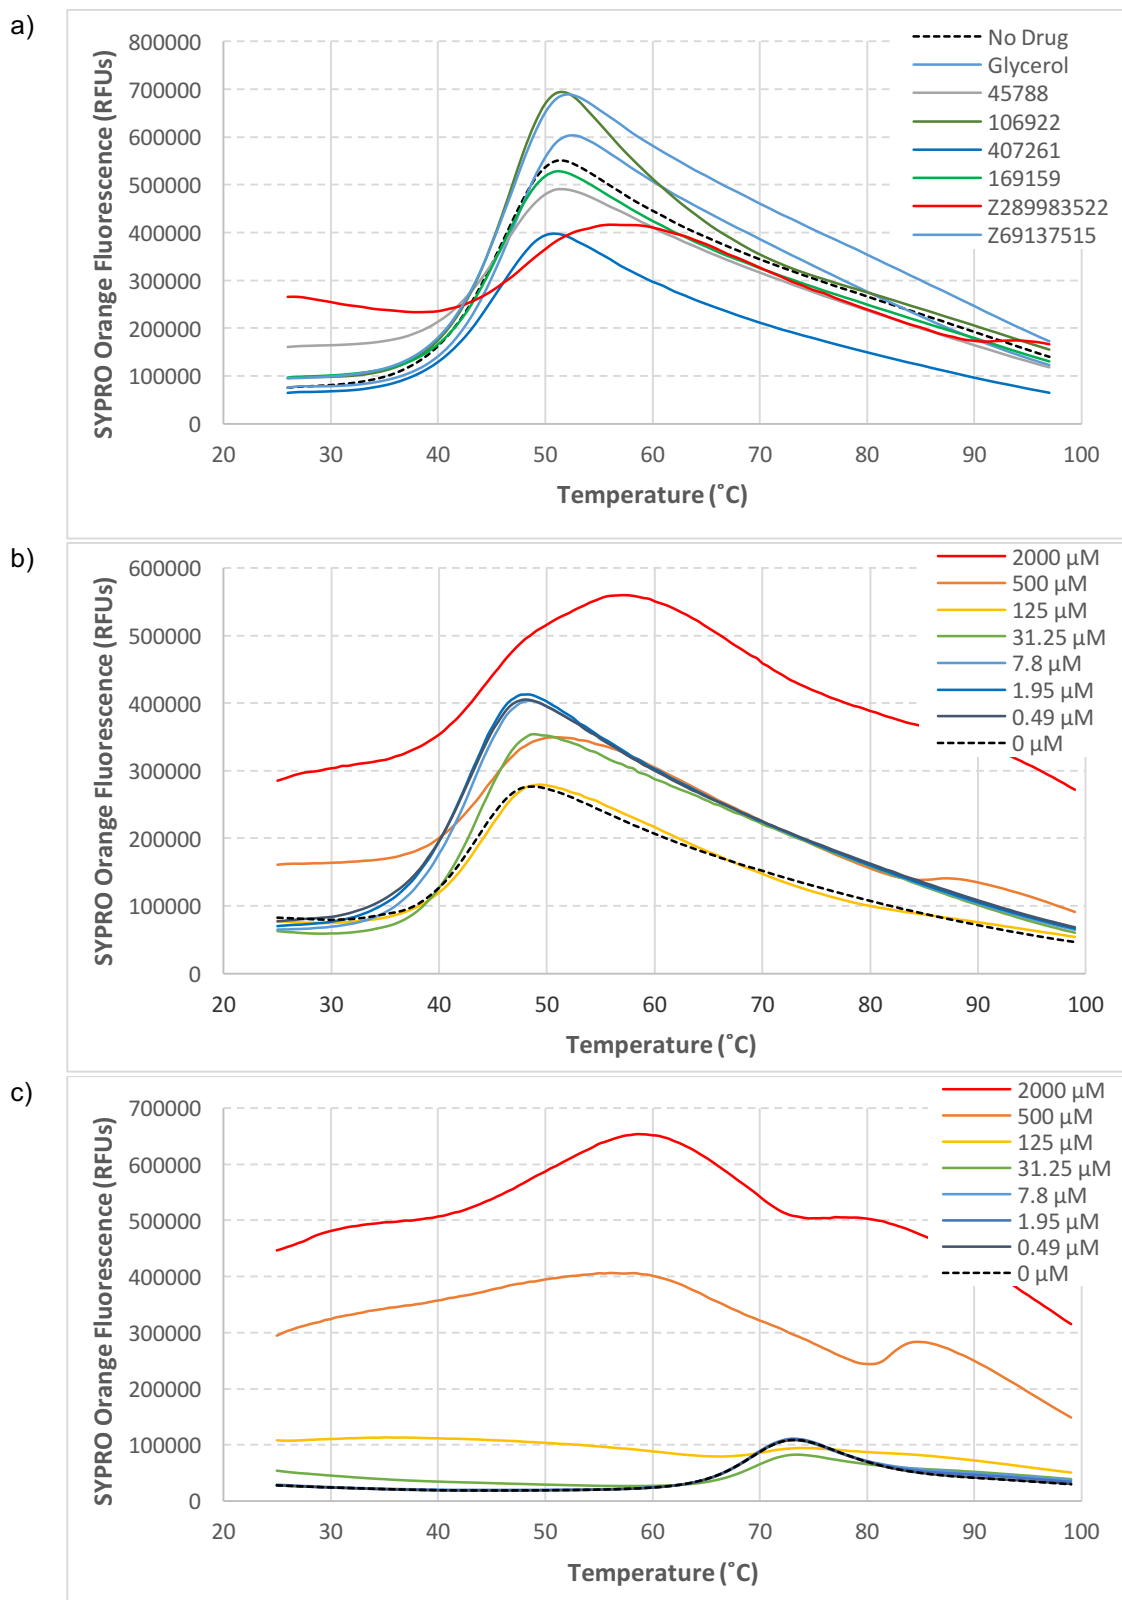 a)
SYPRO Orange Fluorescence (RFUs)
800000
700000
600000
500000
400000
300000
200000
100000
0
20 30 40 50 60 70 80 90 100
Temperature (˚C)
No Drug
Glycerol
45788
106922
407261
169159
Z289983522
Z69137515
b)
SYPRO Orange Fluorescence (RFUs)
600000
500000
400000
300000
200000
100000
0
20 30 40 50 60 70 80 90 100
Temperature (˚C)
2000 µM
500 µM
125 µM
31.25 µM
7.8 µM
1.95 µM
0.49 µM
0 µM
c)
SYPRO Orange Fluorescence (RFUs)
700000
600000
500000
400000
300000
200000
100000
0
20 30 40 50 60 70 80 90 100
Temperature (˚C)
2000 µM
500 µM
125 µM
31.25 µM
7.8 µM
1.95 µM
0.49 µM
0 µM